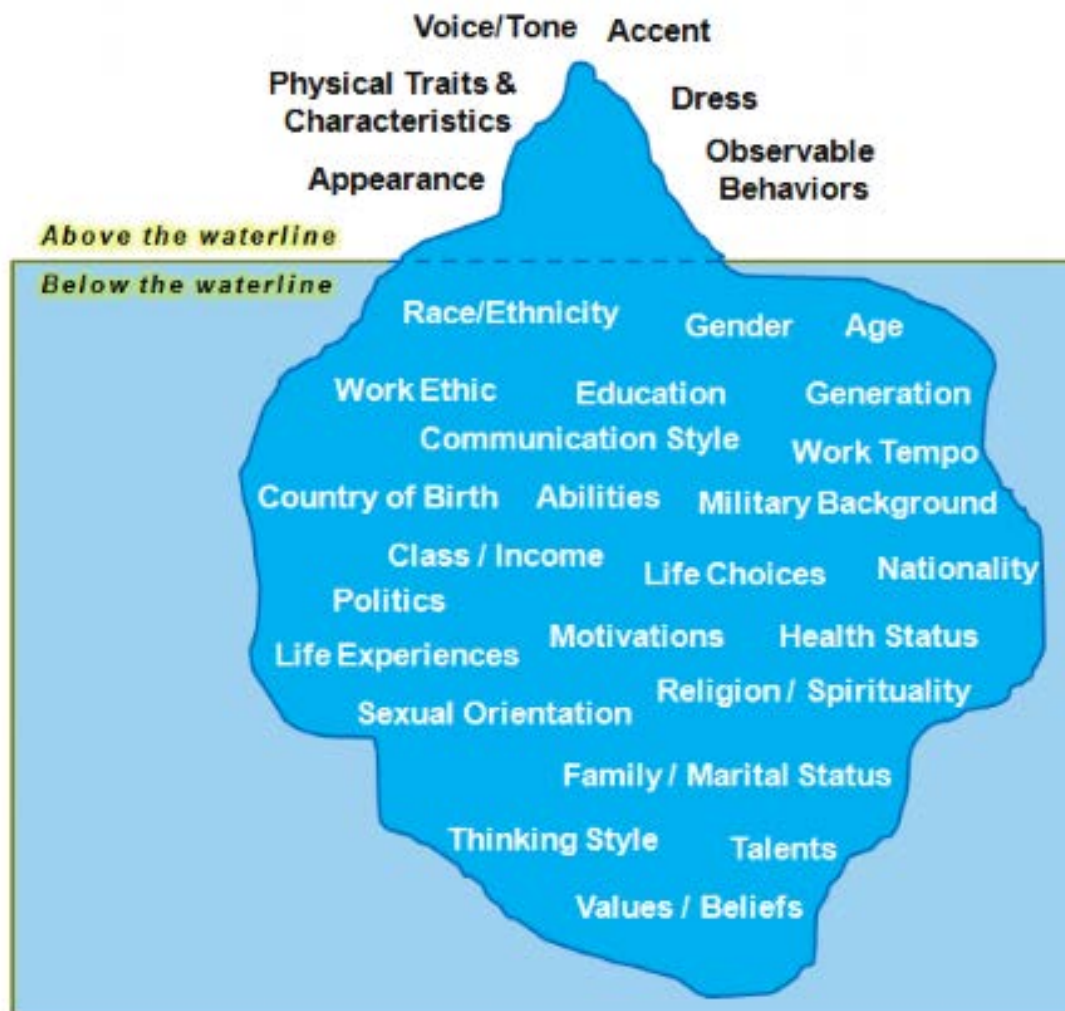 Voice/Tone Accent
Physical Traits &
Characteristics
Dress
Observable
Behaviors
Appearance
Above the waterline
Below the waterline
Race/Ethnicity Gender Age
Work Ethic Education Generation
Communication Style Work Tempo
Country of Birth Abilities Military Background
Class / Income Life Choices Nationality
Politics
Motivations Health Status
Life Experiences
Religion / Spirituality
Sexual Orientation
Family / Marital Status
Thinking Style Talents
Values / Beliefs